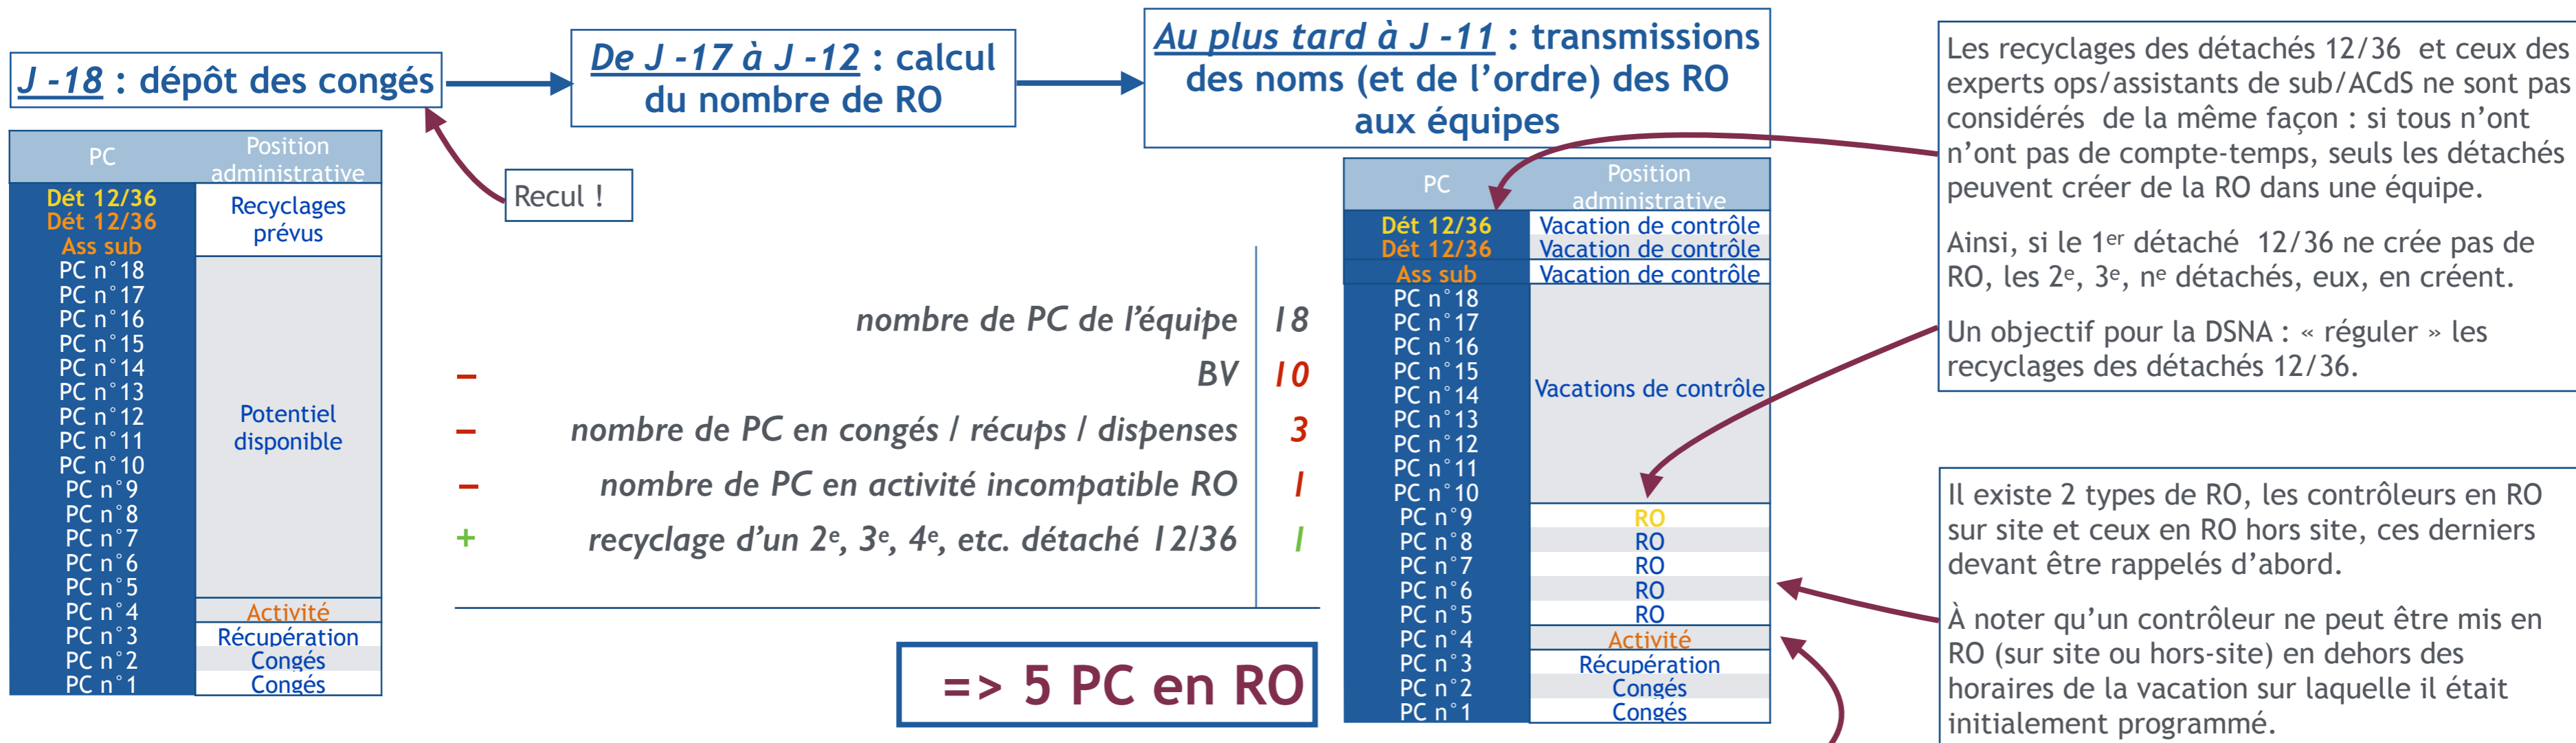 J -18 : dépôt des congés
De J -17 à J -12 : calcul
du nombre de RO
Au plus tard à J -11 : transmissions
des noms (et de l'ordre) des RO
aux équipes
Recul !
PC Position administrative
Dét 12/36 Recyclages prévus
Dét 12/36
Ass sub
PC n°18 Potentiel disponible
PC n°17
PC n°16
PC n°15
PC n°14
PC n°13
PC n°12
PC n°11
PC n°10
PC n°9
PC n°8
PC n°7
PC n°6
PC n°5
PC n°4 Activité
PC n°3 Récupération
PC n°2 Congés
PC n°1 Congés
nombre de PC de l'équipe 18
– BV 10
– nombre de PC en congés / récups / dispenses 3
– nombre de PC en activité incompatible RO 1
+ recyclage d'un 2e, 3e, 4e, etc. détaché 12/36 1
=> 5 PC en RO
PC Position administrative
Dét 12/36 Vacation de contrôle
Dét 12/36 Vacation de contrôle
Ass sub Vacation de contrôle
PC n°18 Vacations de contrôle
PC n°17
PC n°16
PC n°15
PC n°14
PC n°13
PC n°12
PC n°11
PC n°10
PC n°9 RO
PC n°8 RO
PC n°7 RO
PC n°6 RO
PC n°5 RO
PC n°4 Activité
PC n°3 Récupération
PC n°2 Congés
PC n°1 Congés
Les recyclages des détachés 12/36 et ceux des
experts ops/assistants de sub/ACdS ne sont pas
considérés de la même façon : si tous n'ont
n'ont pas de compte-temps, seuls les détachés
peuvent créer de la RO dans une équipe.
Ainsi, si le 1er détaché 12/36 ne crée pas de
RO, les 2e, 3e, ne détachés, eux, en créent.
Un objectif pour la DSNA : « réguler » les
recyclages des détachés 12/36.
Il existe 2 types de RO, les contrôleurs en RO
sur site et ceux en RO hors site, ces derniers
devant être rappelés d'abord.
À noter qu'un contrôleur ne peut être mis en
RO (sur site ou hors-site) en dehors des
horaires de la vacation sur laquelle il était
initialement programmé.